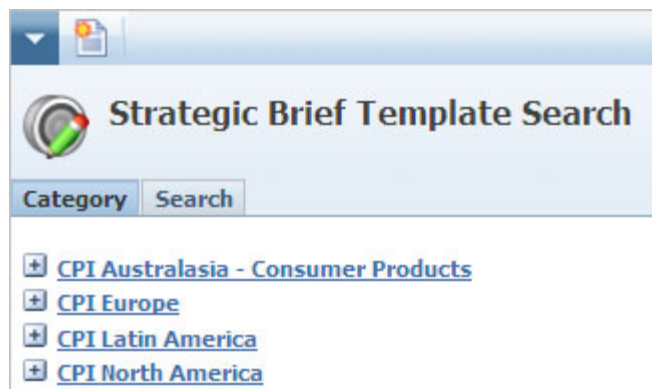 Strategic Brief Template Search
Category Search
CPI Australasia - Consumer Products
CPI Europe
CPI Latin America
CPI North America